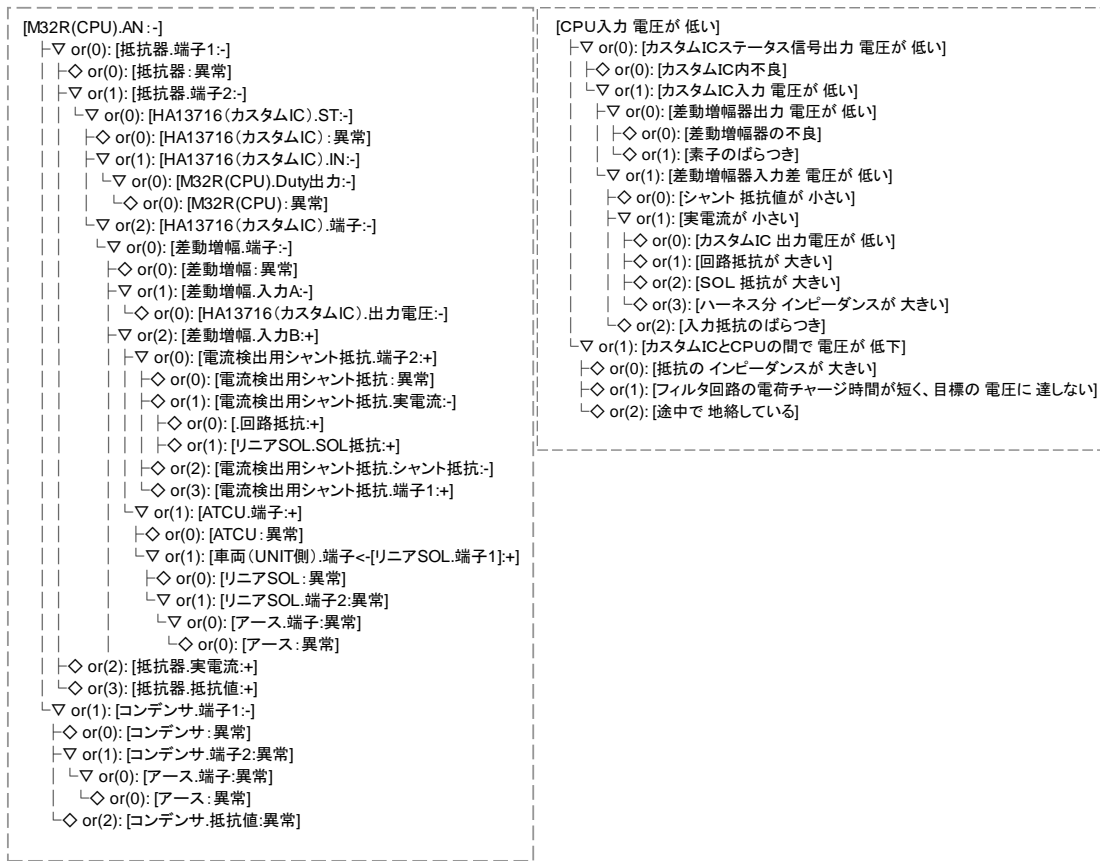 [M32R(CPU).AN:-]
├▽ or(0): [抵抗器.端子1:-]
│├◇ or(0): [抵抗器：異常]
│├▽ or(1): [抵抗器.端子2:-]
││└▽ or(0): [HA13716（カスタムIC）.ST:-]
││ ├◇ or(0): [HA13716（カスタムIC）：異常]
││ ├▽ or(1): [HA13716（カスタムIC）.IN:-]
││ │└▽ or(0): [M32R(CPU).Duty出力:-]
││ │ └◇ or(0): [M32R(CPU)：異常]
││ └▽ or(2): [HA13716（カスタムIC）.端子:-]
││  └▽ or(0): [差動増幅.端子:-]
││   ├◇ or(0): [差動増幅：異常]
││   ├▽ or(1): [差動増幅.入力A:-]
││   │└◇ or(0): [HA13716（カスタムIC）.出力電圧:-]
││   ├▽ or(2): [差動増幅.入力B:+]
││   │├▽ or(0): [電流検出用シャント抵抗.端子2:+]
││   ││├◇ or(0): [電流検出用シャント抵抗：異常]
││   ││├◇ or(1): [電流検出用シャント抵抗.実電流:-]
││   │││├◇ or(0): [.回路抵抗:+]
││   │││├◇ or(1): [リニアSOL.SOL抵抗:+]
││   ││├◇ or(2): [電流検出用シャント抵抗.シャント抵抗:-]
││   ││└◇ or(3): [電流検出用シャント抵抗.端子1:+]
││   │└▽ or(1): [ATCU.端子:+]
││   │ ├◇ or(0): [ATCU：異常]
││   │ └▽ or(1): [車両（UNIT側）.端子<-[リニアSOL.端子1]:+]
││   │  ├◇ or(0): [リニアSOL：異常]
││   │  └▽ or(1): [リニアSOL.端子2:異常]
││   │   └▽ or(0): [アース.端子:異常]
││   │    └◇ or(0): [アース：異常]
│├◇ or(2): [抵抗器.実電流:+]
│└◇ or(3): [抵抗器.抵抗値:+]
└▽ or(1): [コンデンサ.端子1:-]
 ├◇ or(0): [コンデンサ：異常]
 ├▽ or(1): [コンデンサ.端子2:異常]
 │└▽ or(0): [アース.端子:異常]
 │ └◇ or(0): [アース：異常]
 └◇ or(2): [コンデンサ.抵抗値:異常]
[CPU入力 電圧が 低い]
├▽ or(0): [カスタムICステータス信号出力 電圧が 低い]
│├◇ or(0): [カスタムIC内不良]
│└▽ or(1): [カスタムIC入力 電圧が 低い]
│ ├▽ or(0): [差動増幅器出力 電圧が 低い]
│ ││├◇ or(0): [差動増幅器の不良]
│ ││└◇ or(1): [素子のばらつき]
│ └▽ or(1): [差動増幅器入力差 電圧が 低い]
│  ├◇ or(0): [シャント 抵抗値が 小さい]
│  ├▽ or(1): [実電流が 小さい]
│  ││├◇ or(0): [カスタムIC 出力電圧が 低い]
│  ││├◇ or(1): [回路抵抗が 大きい]
│  ││├◇ or(2): [SOL 抵抗が 大きい]
│  ││└◇ or(3): [ハーネス分 インピーダンスが 大きい]
│  └◇ or(2): [入力抵抗のばらつき]
└▽ or(1): [カスタムICとCPUの間で 電圧が 低下]
 ├◇ or(0): [抵抗の インピーダンスが 大きい]
 ├◇ or(1): [フィルタ回路の電荷チャージ時間が短く、目標の 電圧に 達しない]
 └◇ or(2): [途中で 地絡している]